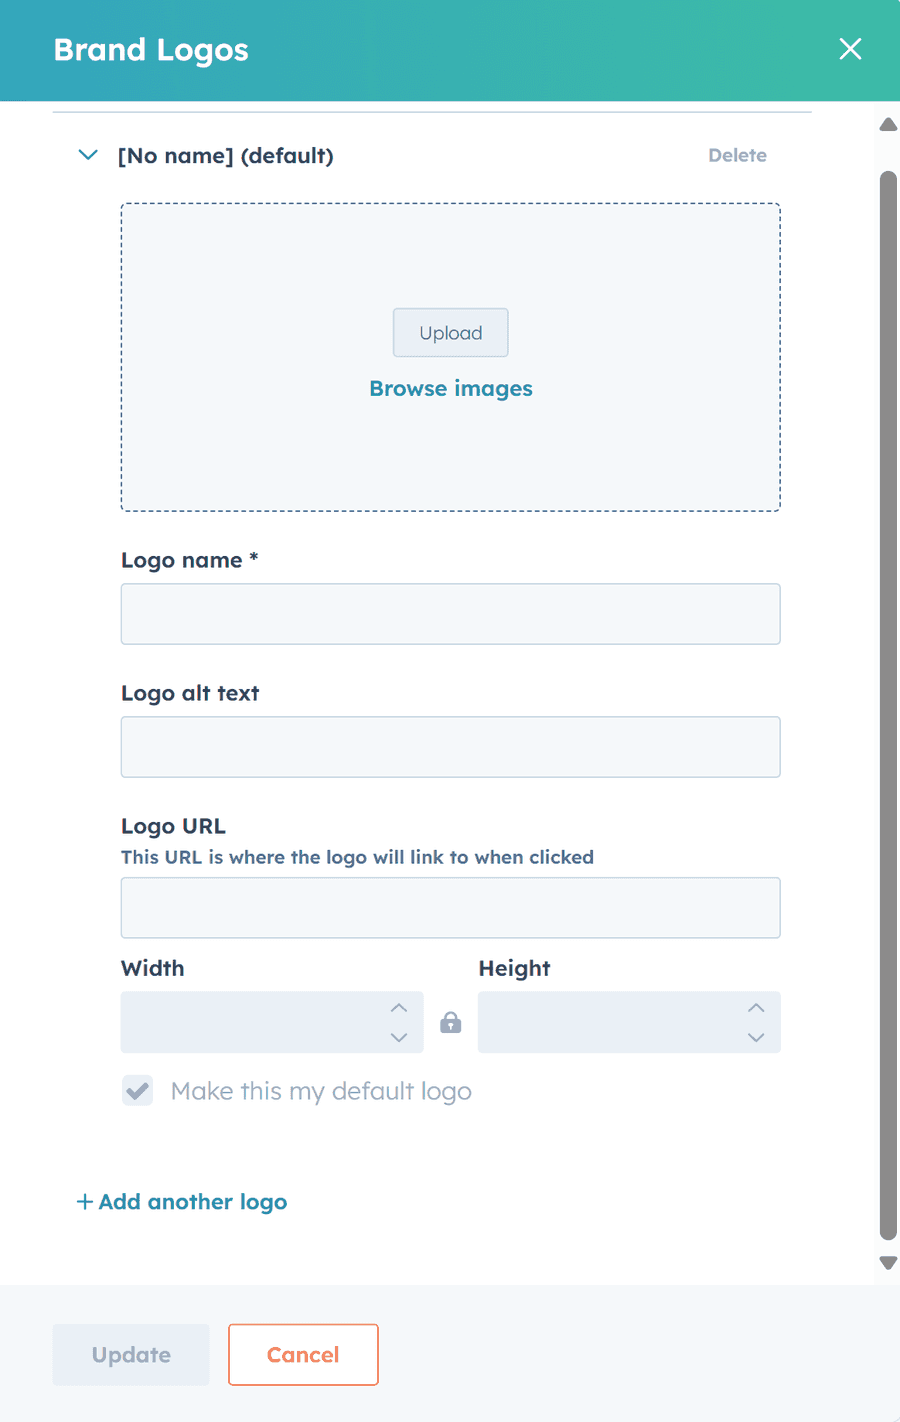 Brand Logos
[No name] (default)
Delete
Upload
Browse images
Logo name *
Logo alt text
Logo URL
This URL is where the logo will link to when clicked
Width
Height
Make this my default logo
+ Add another logo
Update
Cancel